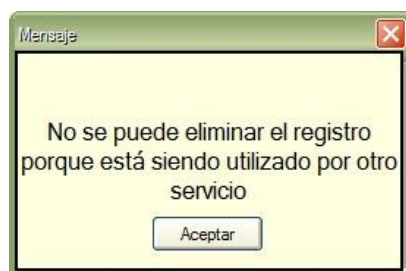 Mensaje
No se puede eliminar el registro
porque está siendo utilizado por otro
servicio
Aceptar